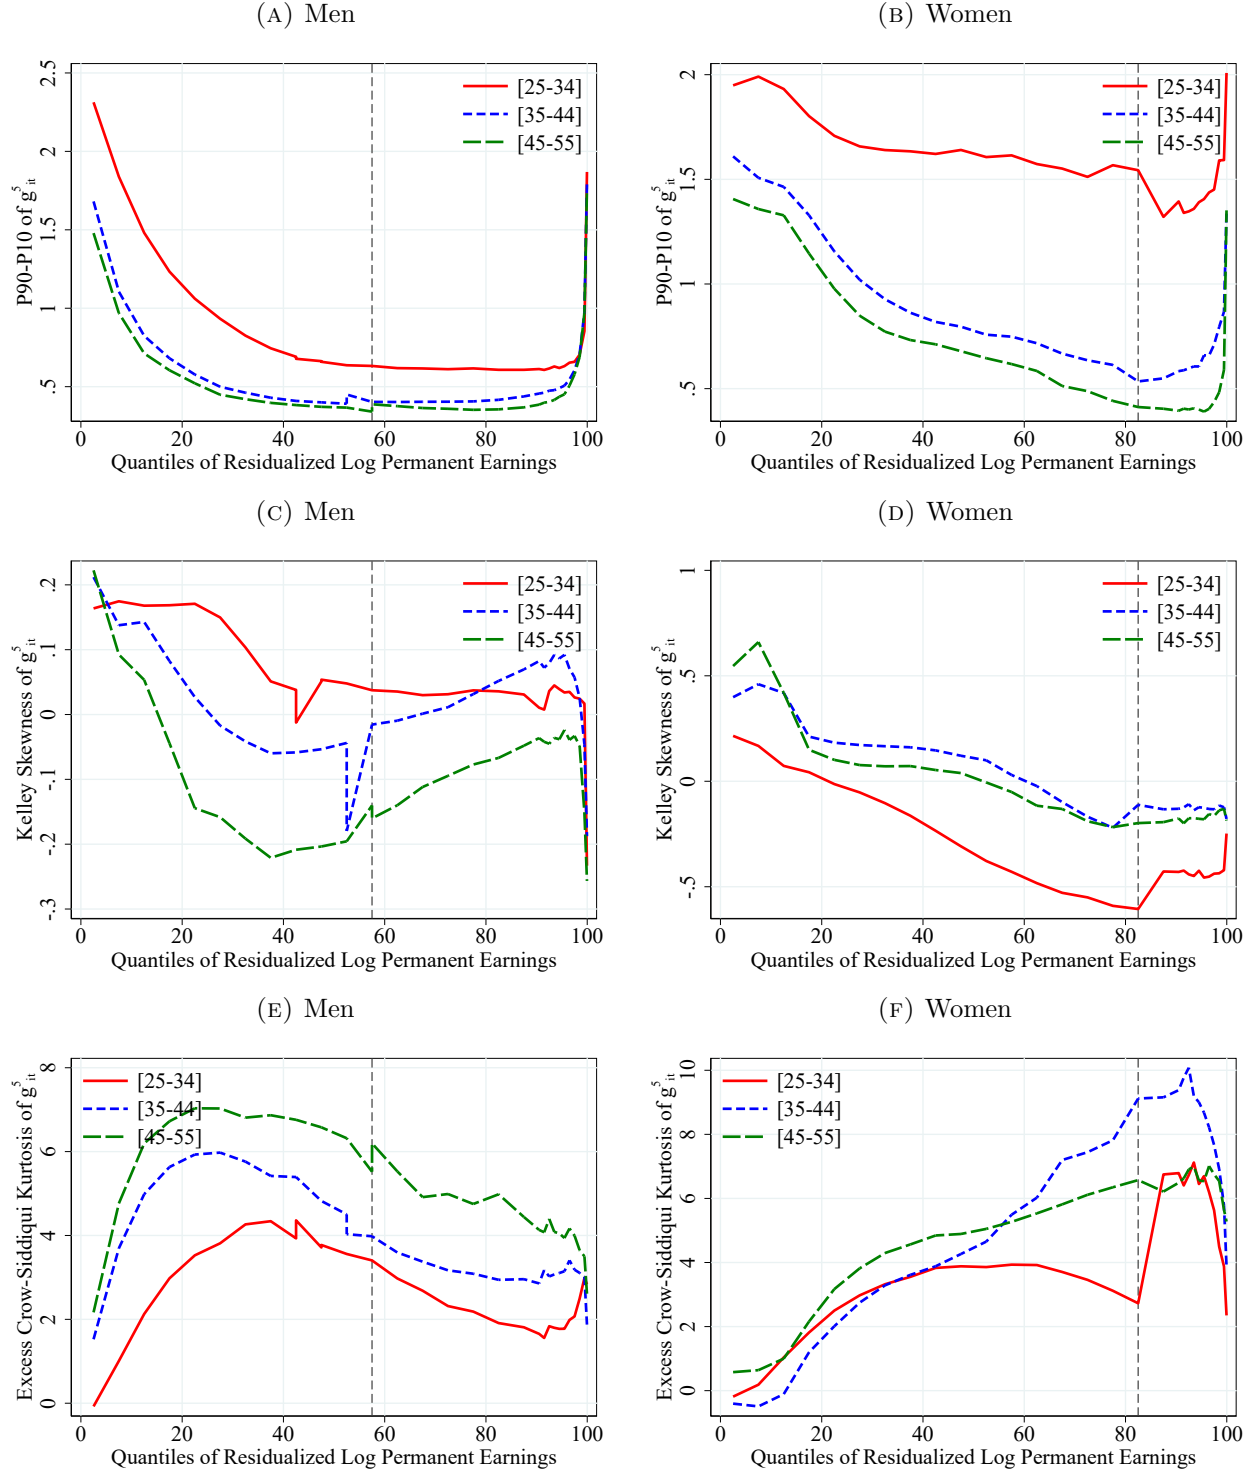 (A) Men
P90-P10 of g⁵ᵢₜ
2.5
2
1.5
1
.5
[25-34]
[35-44]
[45-55]
0 20 40 60 80 100
Quantiles of Residualized Log Permanent Earnings
(B) Women
P90-P10 of g⁵ᵢₜ
2
1.5
1
.5
[25-34]
[35-44]
[45-55]
0 20 40 60 80 100
Quantiles of Residualized Log Permanent Earnings
(C) Men
Kelley Skewness of g⁵ᵢₜ
.2
.1
0
-.1
-.2
-.3
[25-34]
[35-44]
[45-55]
0 20 40 60 80 100
Quantiles of Residualized Log Permanent Earnings
(D) Women
Kelley Skewness of g⁵ᵢₜ
1
.5
0
-.5
[25-34]
[35-44]
[45-55]
0 20 40 60 80 100
Quantiles of Residualized Log Permanent Earnings
(E) Men
Excess Crow-Siddiqui Kurtosis of g⁵ᵢₜ
8
6
4
2
0
[25-34]
[35-44]
[45-55]
0 20 40 60 80 100
Quantiles of Residualized Log Permanent Earnings
(F) Women
Excess Crow-Siddiqui Kurtosis of g⁵ᵢₜ
10
8
6
4
2
0
[25-34]
[35-44]
[45-55]
0 20 40 60 80 100
Quantiles of Residualized Log Permanent Earnings